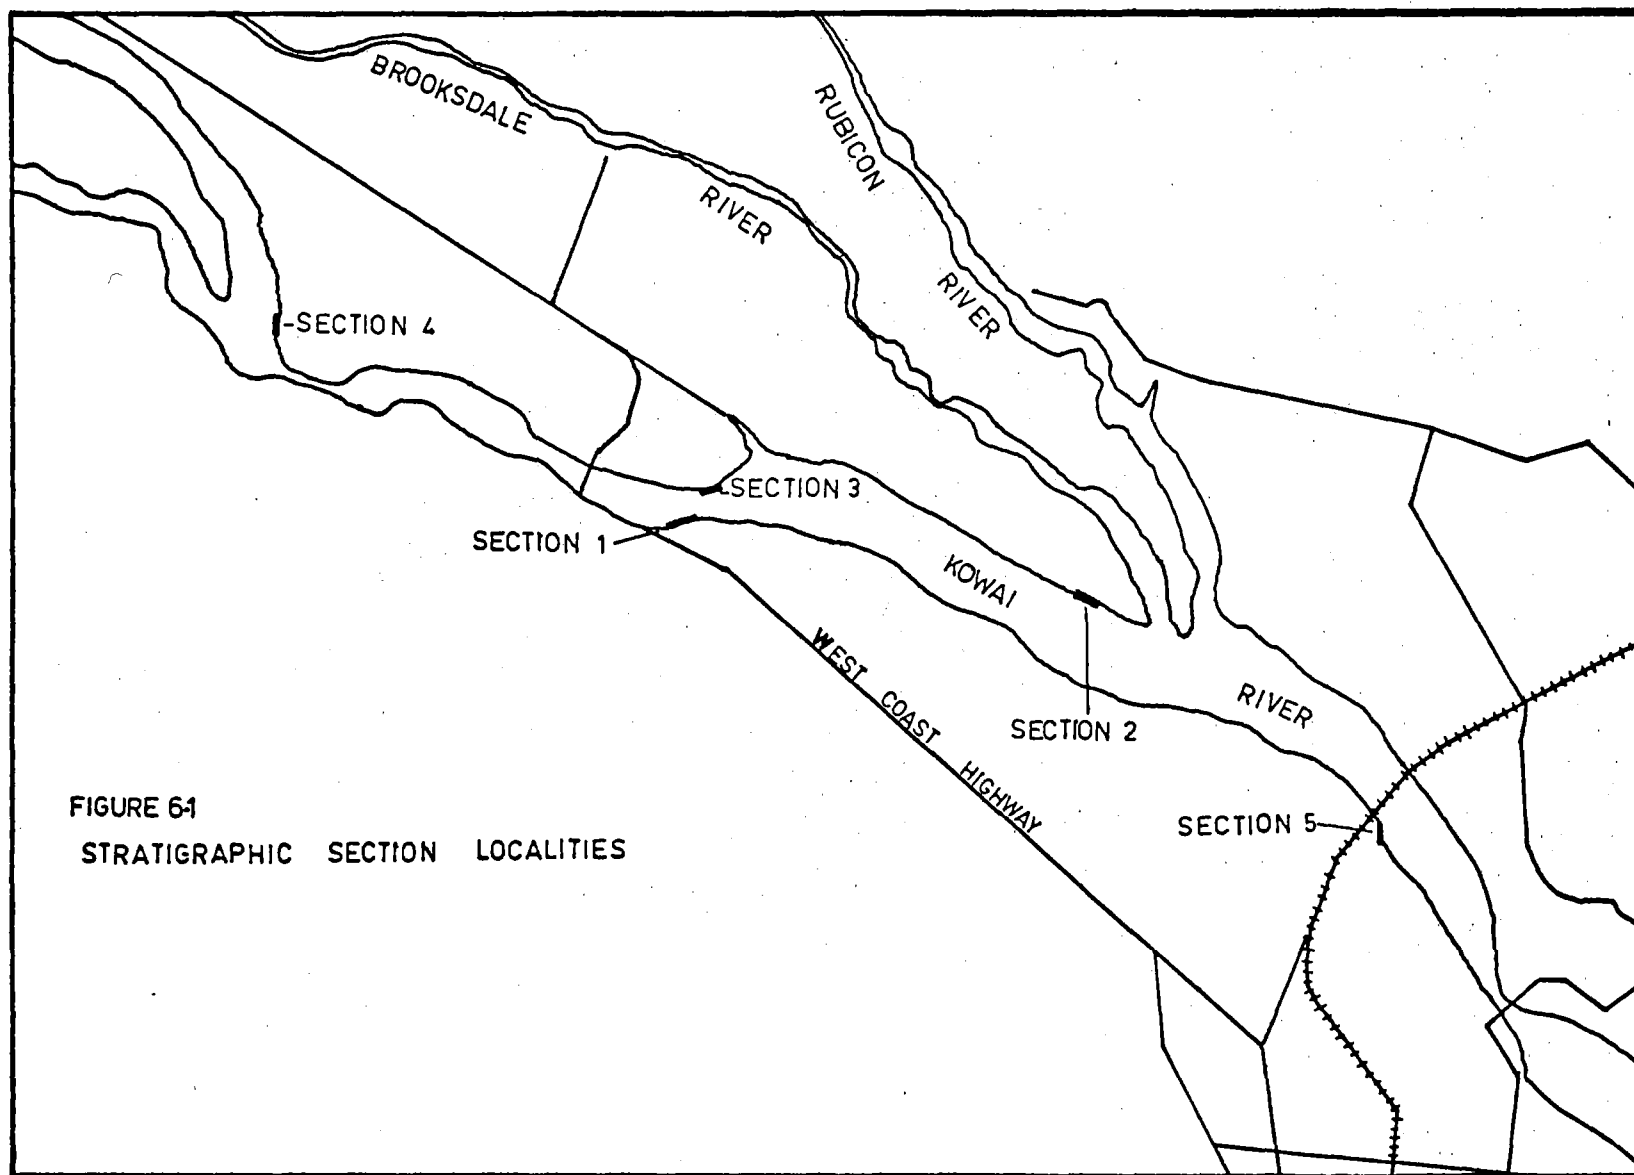 BROOKSDALE
RIVER
RUBICON
RIVER
-SECTION 4
SECTION 3
SECTION 1
KOWAI
RIVER
SECTION 2
WEST COAST HIGHWAY
SECTION 5
FIGURE 6·1
STRATIGRAPHIC SECTION LOCALITIES